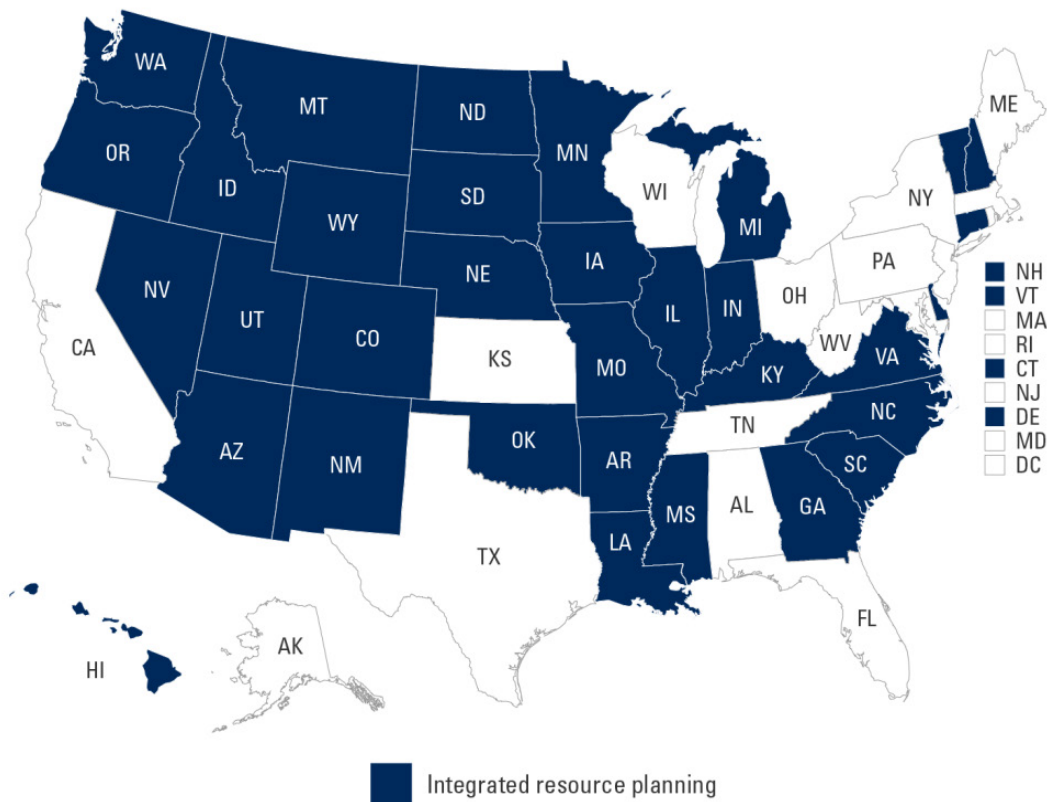 WA
MT
ND
MN
ME
OR
ID
SD
WI
NY
WY
MI
NE
IA
PA
NV
UT
CO
IL
IN
OH
NH
VT
MA
RI
CT
NJ
DE
MD
DC
CA
KS
MO
KY
WV
VA
AZ
NM
OK
AR
TN
NC
SC
MS
AL
GA
LA
TX
FL
HI
AK
Integrated resource planning